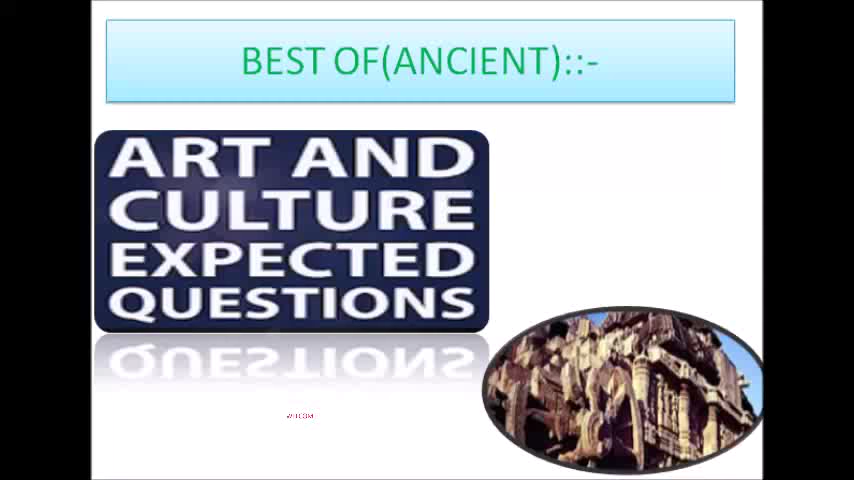 BEST OF(ANCIENT)::-
ART AND
CULTURE
EXPECTED
QUESTIONS